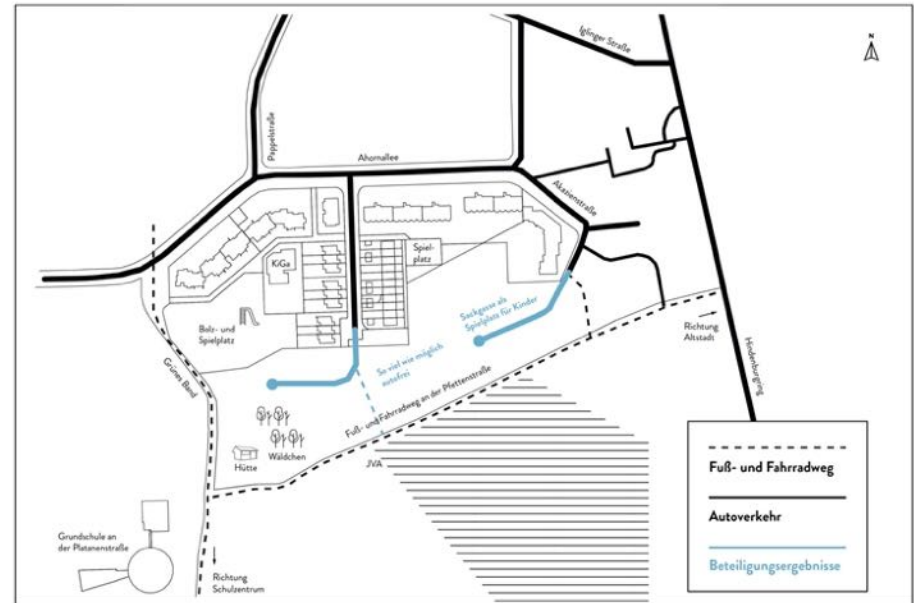 Iglinger Straße
N
Pappelstraße
Ahornallee
Akazienstraße
KiGa
Spiel-
platz
Bolz- und
Spielplatz
Sackgasse als
Spielplatz für Kinder
Richtung
Altstadt
Hindenburgring
So viel wie möglich
autofrei
Grünes Band
Fuß- und Fahrradweg an der Pfettenstraße
Wäldchen
Hütte
JVA
Grundschule an
der Platanenstraße
Richtung
Schulzentrum
Fuß- und Fahrradweg
Autoverkehr
Beteiligungsergebnisse